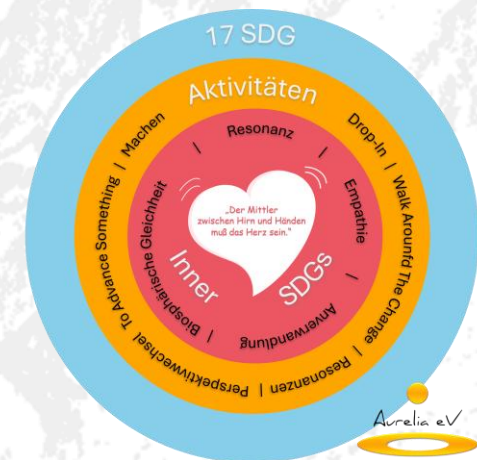 17 SDG
Aktivitäten
Machen | To Advance Something
Drop-In | Walk Arounfd The Change | Resonanzen | Perspektivwechsel
| Resonanz |
Empathie |
Anverwandlung
| Biosphärische Gleichheit
Inner SDGs
„Der Mittler
zwischen Hirn und Händen
muß das Herz sein.“
Aurelia eV